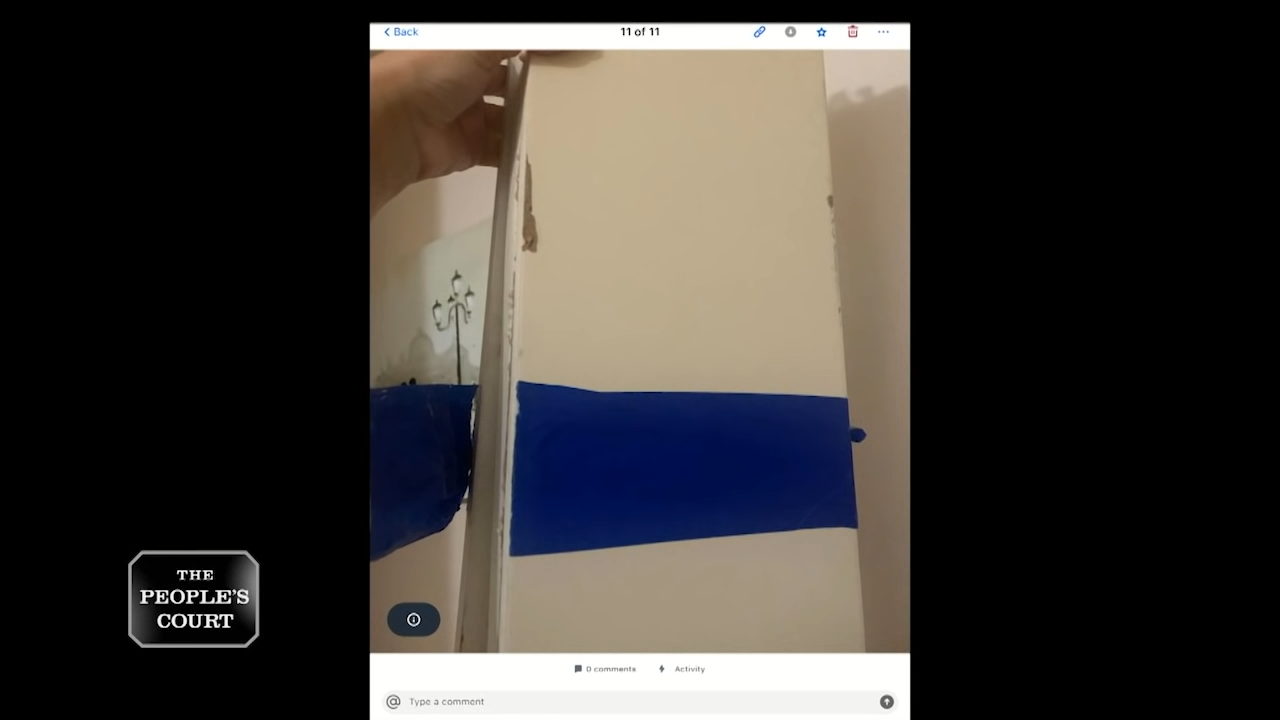 Back
11 of 11
0 comments
Activity
Type a comment
THE
PEOPLE'S
COURT